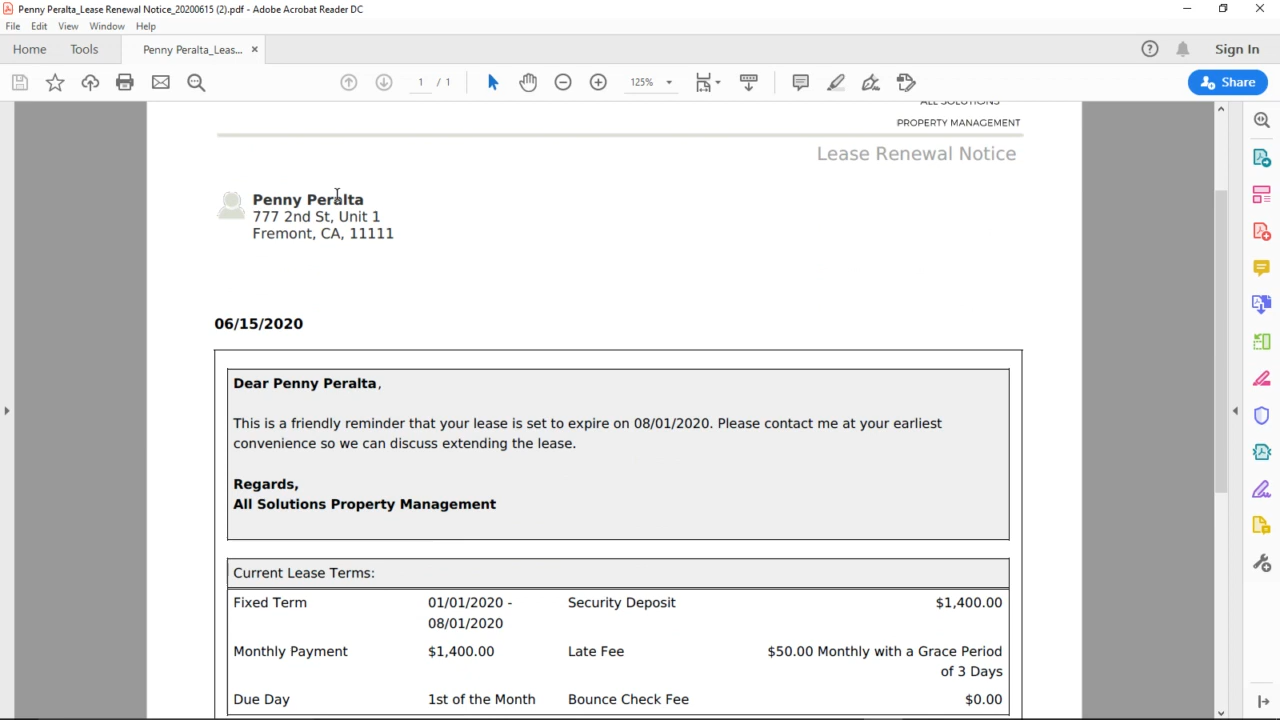 Penny Peralta_Lease Renewal Notice_20200615 (2).pdf - Adobe Acrobat Reader DC
File Edit View Window Help
Home Tools Penny Peralta_Leas... × Sign In
1 / 1 125% Share
ALL SOLUTIONS
PROPERTY MANAGEMENT
Lease Renewal Notice
Penny Peralta
777 2nd St, Unit 1
Fremont, CA, 11111
06/15/2020
Dear Penny Peralta,
This is a friendly reminder that your lease is set to expire on 08/01/2020. Please contact me at your earliest
convenience so we can discuss extending the lease.
Regards,
All Solutions Property Management
Current Lease Terms:
Fixed Term 01/01/2020 - Security Deposit $1,400.00
08/01/2020
Monthly Payment $1,400.00 Late Fee $50.00 Monthly with a Grace Period
of 3 Days
Due Day 1st of the Month Bounce Check Fee $0.00